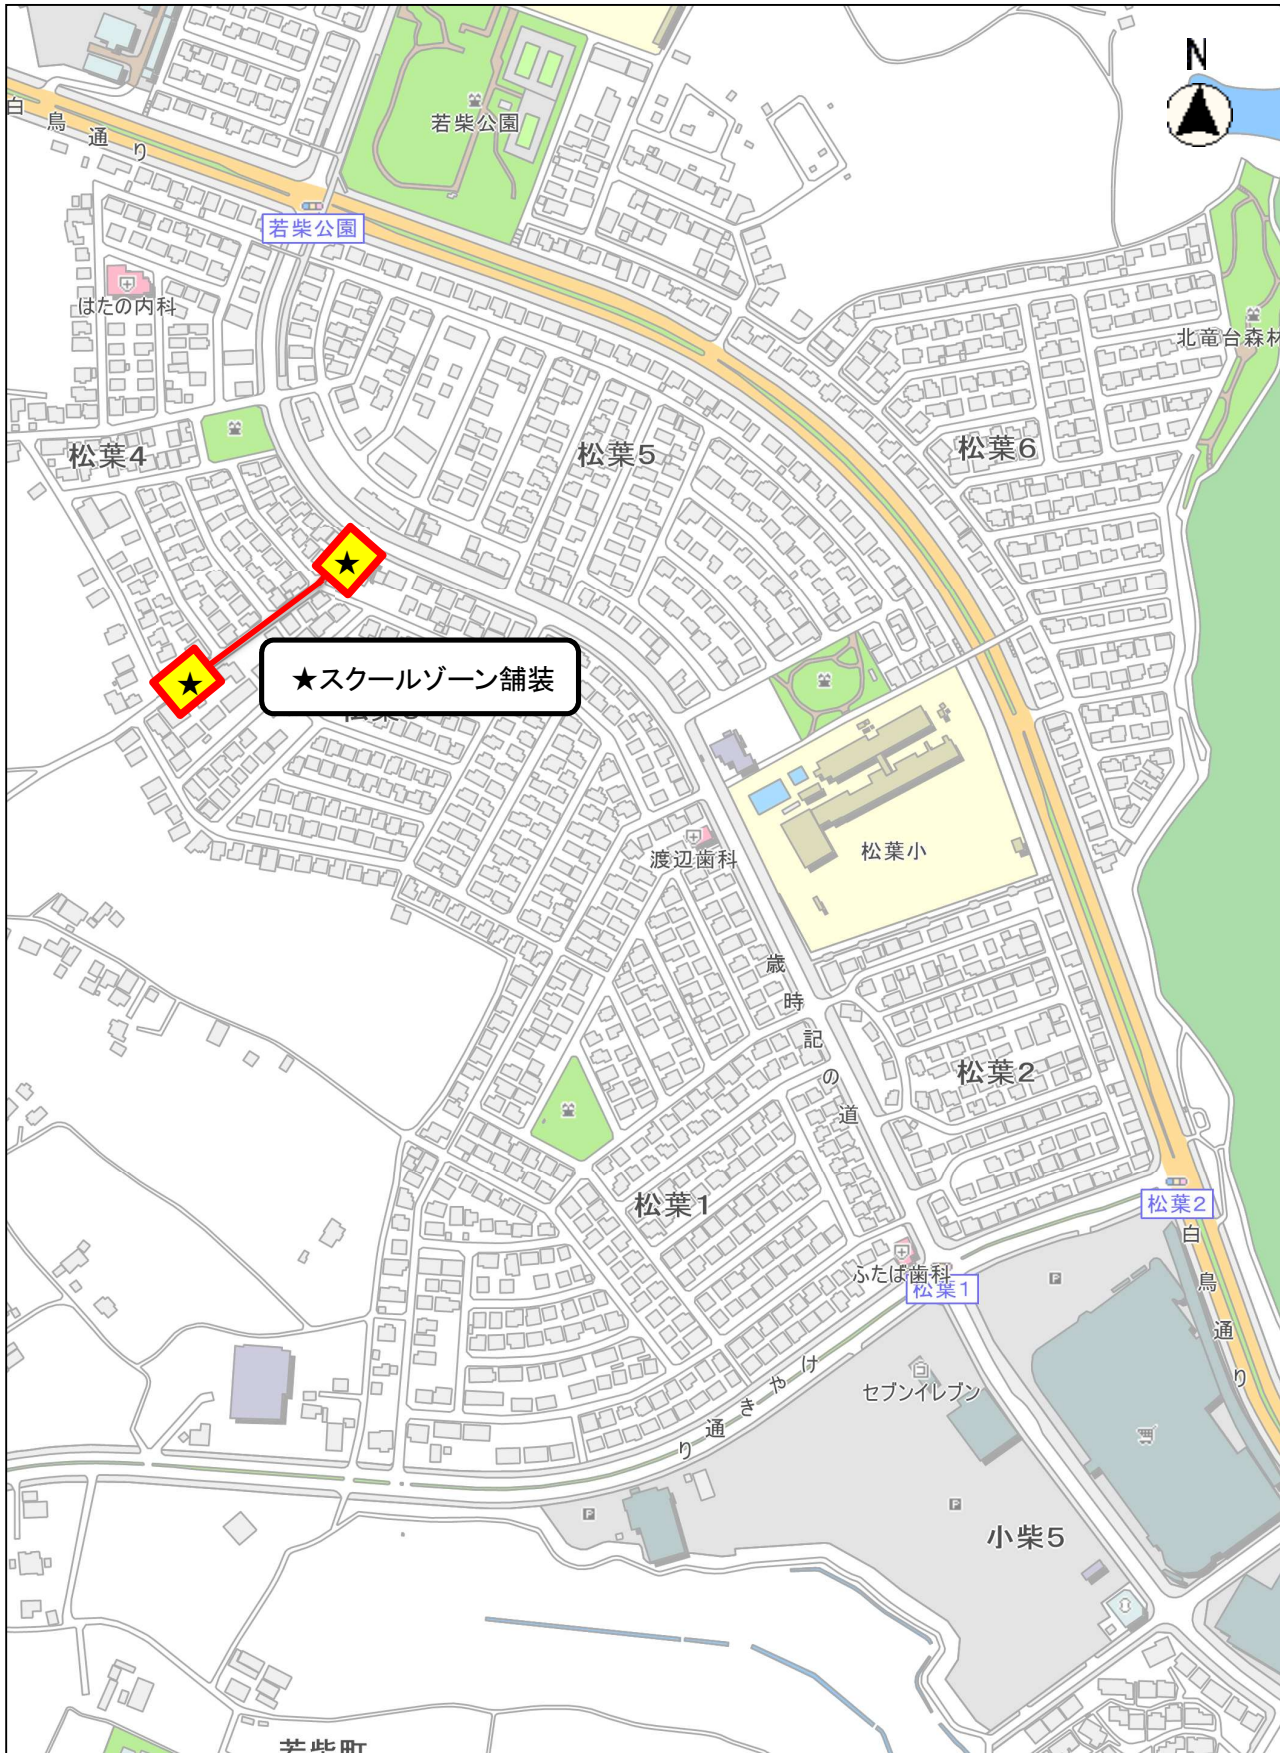 N
白鳥通り
若柴公園
若柴公園
はたの内科
北竜台森林
松葉4
松葉5
松葉6
★
★
★スクールゾーン舗装
渡辺歯科
松葉小
歳時記の道
松葉2
松葉1
松葉2
白鳥通り
ふたば歯科
松葉1
P
けやき通り
セブンイレブン
P
P
小柴5
若柴町